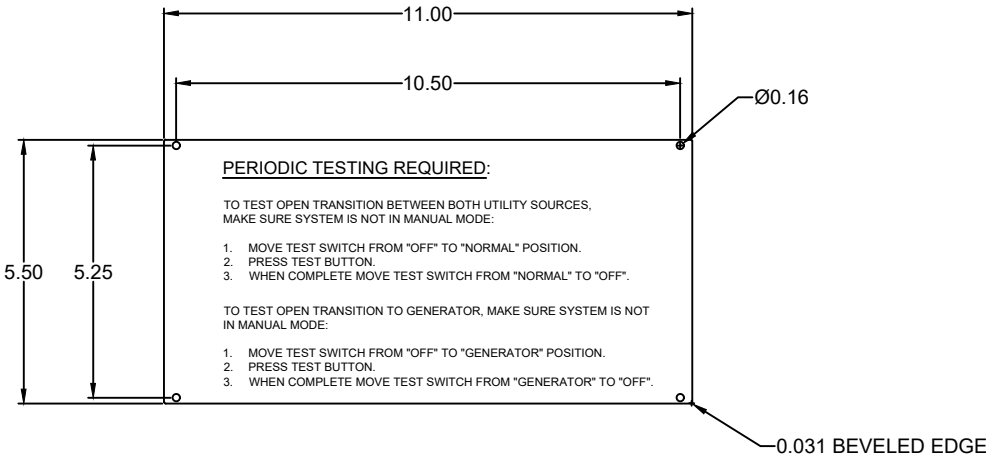 11.00
10.50
Ø0.16
5.50
5.25
PERIODIC TESTING REQUIRED:
TO TEST OPEN TRANSITION BETWEEN BOTH UTILITY SOURCES,
MAKE SURE SYSTEM IS NOT IN MANUAL MODE:
1. MOVE TEST SWITCH FROM "OFF" TO "NORMAL" POSITION.
2. PRESS TEST BUTTON.
3. WHEN COMPLETE MOVE TEST SWITCH FROM "NORMAL" TO "OFF".
TO TEST OPEN TRANSITION TO GENERATOR, MAKE SURE SYSTEM IS NOT
IN MANUAL MODE:
1. MOVE TEST SWITCH FROM "OFF" TO "GENERATOR" POSITION.
2. PRESS TEST BUTTON.
3. WHEN COMPLETE MOVE TEST SWITCH FROM "GENERATOR" TO "OFF".
0.031 BEVELED EDGE